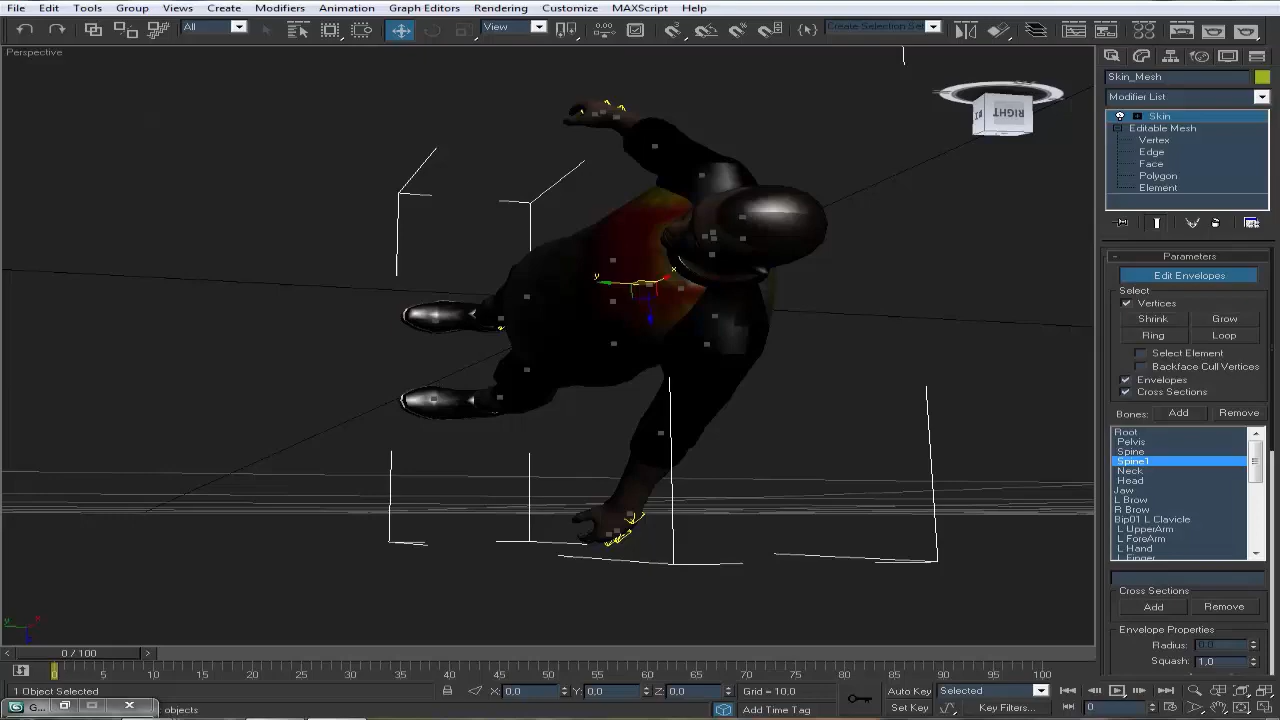 File Edit Tools Group Views Create Modifiers Animation Graph Editors Rendering Customize MAXScript Help
All View Create Selection Set
Perspective
RIGHT
Skin_Mesh
Modifier List
Skin
Editable Mesh
Vertex
Edge
Face
Polygon
Element
Parameters
Edit Envelopes
Select
Vertices
Shrink Grow
Ring Loop
Select Element
Backface Cull Vertices
Envelopes
Cross Sections
Bones: Add Remove
Root
Pelvis
Spine
Spine1
Neck
Head
Jaw
L Brow
R Brow
Bip01 L Clavicle
L UpperArm
L ForeArm
L Hand
L Finger
Cross Sections
Add Remove
Envelope Properties
Radius: 0.0
Squash: 1,0
y x z
y x
0 / 100
0 5 10 15 20 25 30 35 40 45 50 55 60 65 70 75 80 85 90 95 100
1 Object Selected X: 0,0 Y: 0,0 Z: 0,0 Grid = 10.0 Auto Key Selected
G... objects Add Time Tag Set Key Key Filters... 0